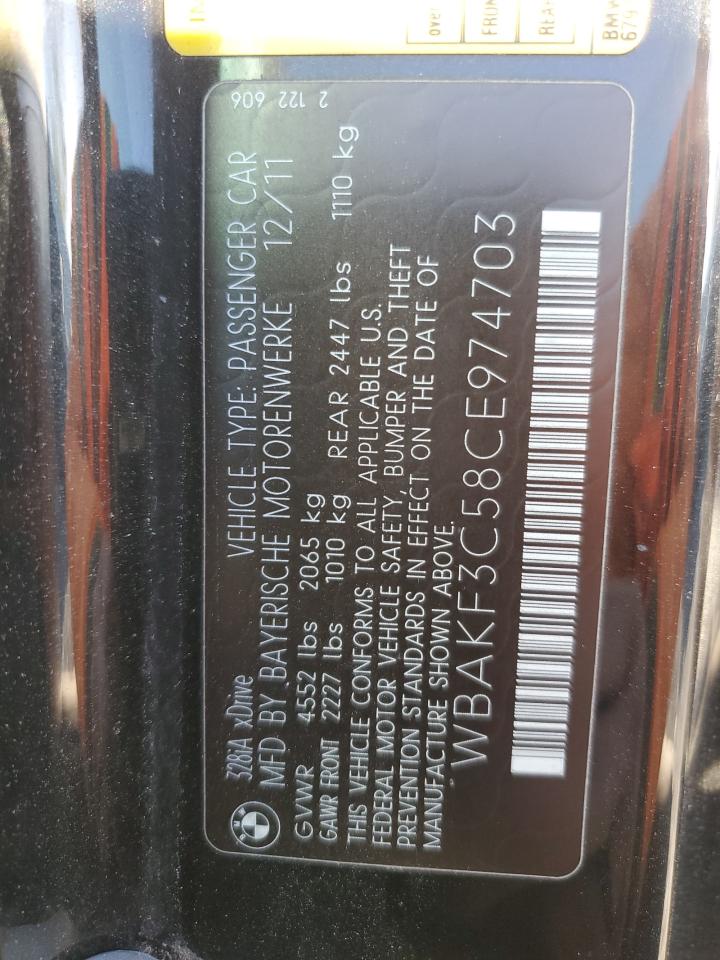 328iA xDrive
VEHICLE TYPE: PASSENGER CAR
MFD BY BAYERISCHE MOTORENWERKE 12/11
GVWR 4552 lbs 2065 kg
GAWR FRONT 2227 lbs 1010 kg REAR 2447 lbs 1110 kg
THIS VEHICLE CONFORMS TO ALL APPLICABLE U.S.
FEDERAL MOTOR VEHICLE SAFETY, BUMPER AND THEFT
PREVENTION STANDARDS IN EFFECT ON THE DATE OF
MANUFACTURE SHOWN ABOVE.
WBAKF3C58CE974703
2 122 606
BMW